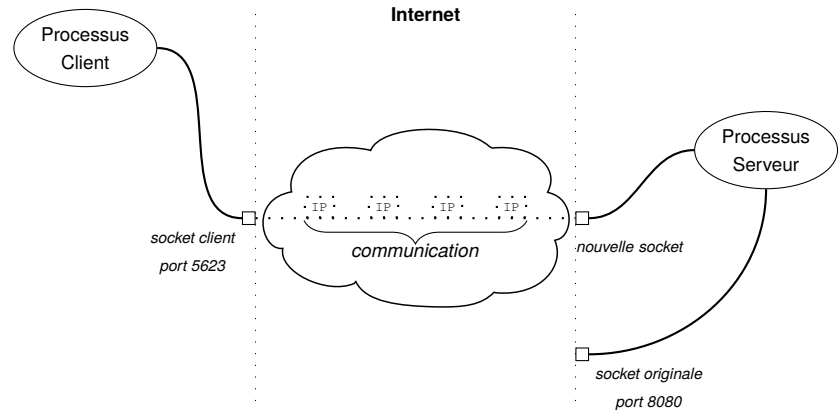 Internet
Processus
Client
Processus
Serveur
IP IP IP IP
communication
socket client
port 5623
nouvelle socket
socket originale
port 8080